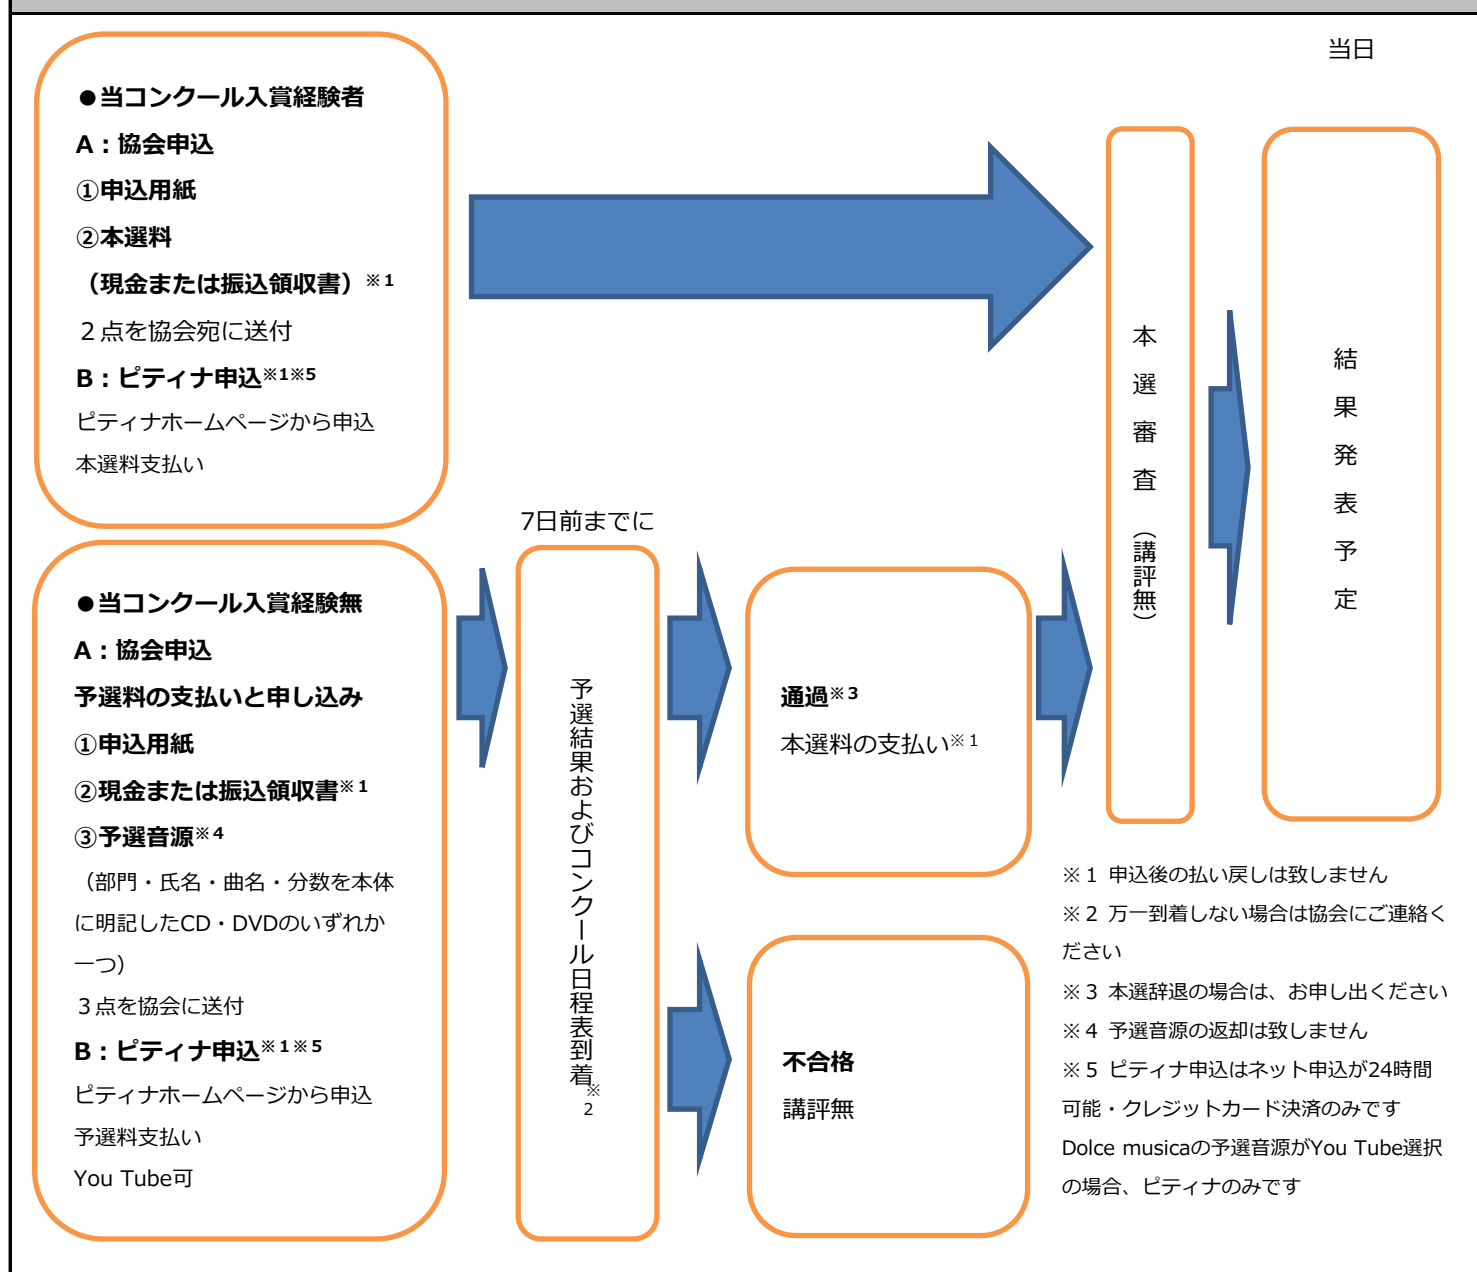 ●当コンクール入賞経験者
A：協会申込
①申込用紙
②本選料
（現金または振込領収書）※１
２点を協会宛に送付
B：ピティナ申込※1※5
ピティナホームページから申込
本選料支払い
●当コンクール入賞経験無
A：協会申込
予選料の支払いと申し込み
①申込用紙
②現金または振込領収書※１
③予選音源※４
（部門・氏名・曲名・分数を本体
に明記したCD・DVDのいずれか
一つ）
３点を協会に送付
B：ピティナ申込※１※５
ピティナホームページから申込
予選料支払い
You Tube可
7日前までに
予選結果およびコンクール日程表到着※2
通過※３
本選料の支払い※１
不合格
講評無
本選審査（講評無）
当日
結果発表予定
※１ 申込後の払い戻しは致しません
※２ 万一到着しない場合は協会にご連絡く
ださい
※３ 本選辞退の場合は、お申し出ください
※４ 予選音源の返却は致しません
※５ ピティナ申込はネット申込が24時間
可能・クレジットカード決済のみです
Dolce musicaの予選音源がYou Tube選択
の場合、ピティナのみです